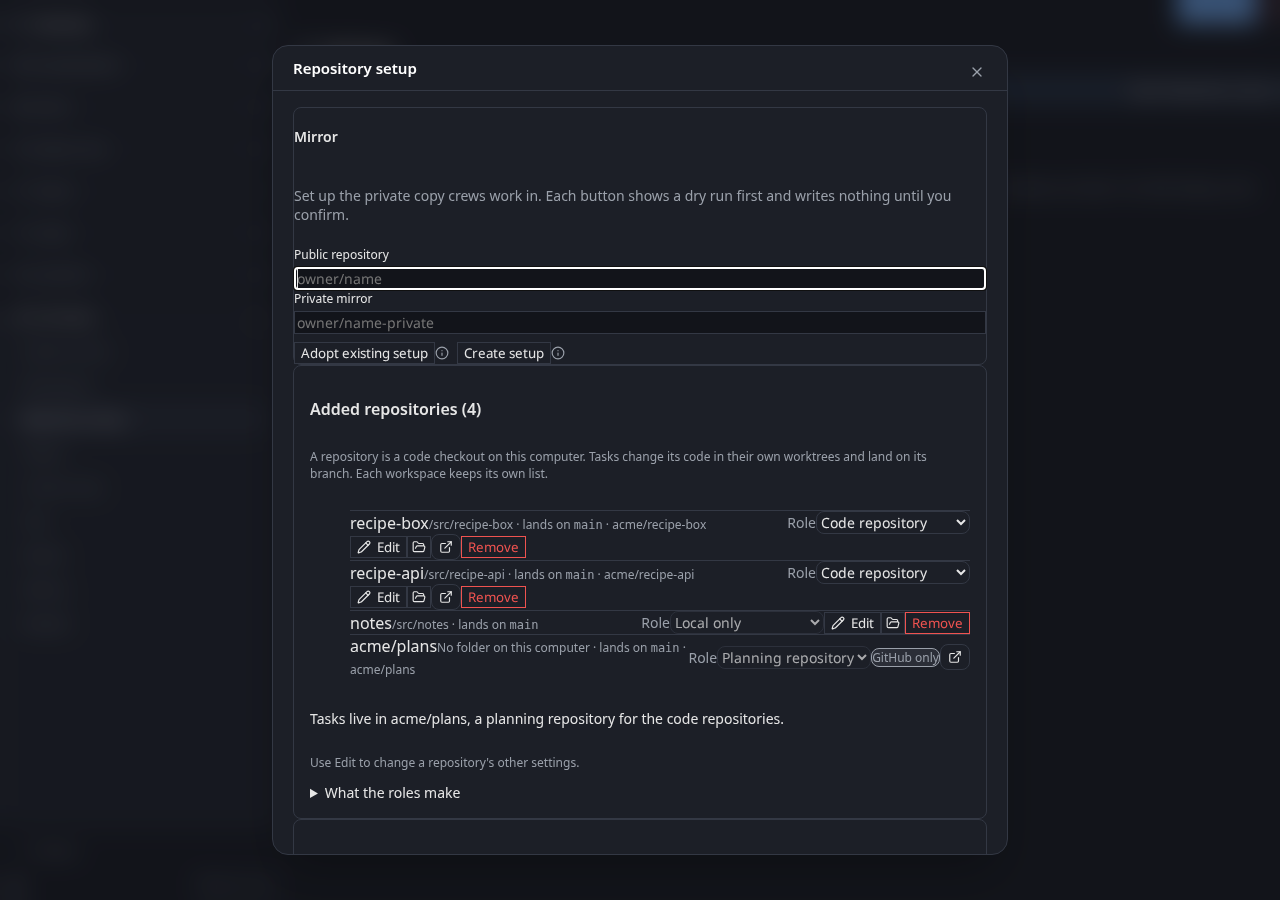 Repository setup
Mirror
Set up the private copy crews work in. Each button shows a dry run first and writes nothing until you
confirm.
Public repository
owner/name
Private mirror
owner/name-private
Adopt existing setup Create setup
Added repositories (4)
A repository is a code checkout on this computer. Tasks change its code in their own worktrees and land on its
branch. Each workspace keeps its own list.
recipe-box/src/recipe-box · lands on main · acme/recipe-box Role Code repository
Edit Remove
recipe-api/src/recipe-api · lands on main · acme/recipe-api Role Code repository
Edit Remove
notes/src/notes · lands on main Role Local only Edit Remove
acme/plansNo folder on this computer · lands on main · Role Planning repository GitHub only
acme/plans
Tasks live in acme/plans, a planning repository for the code repositories.
Use Edit to change a repository's other settings.
What the roles make